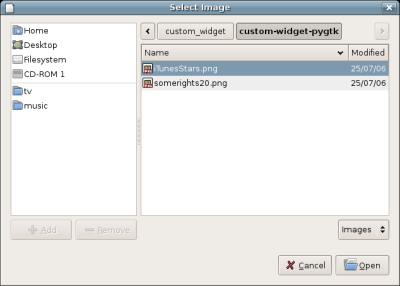 Select Image
Home
Desktop
Filesystem
CD-ROM 1
tv
music
custom_widget
custom-widget-pygtk
Name
Modified
iTunesStars.png
25/07/06
somerights20.png
25/07/06
Add
Remove
Images
Cancel
Open